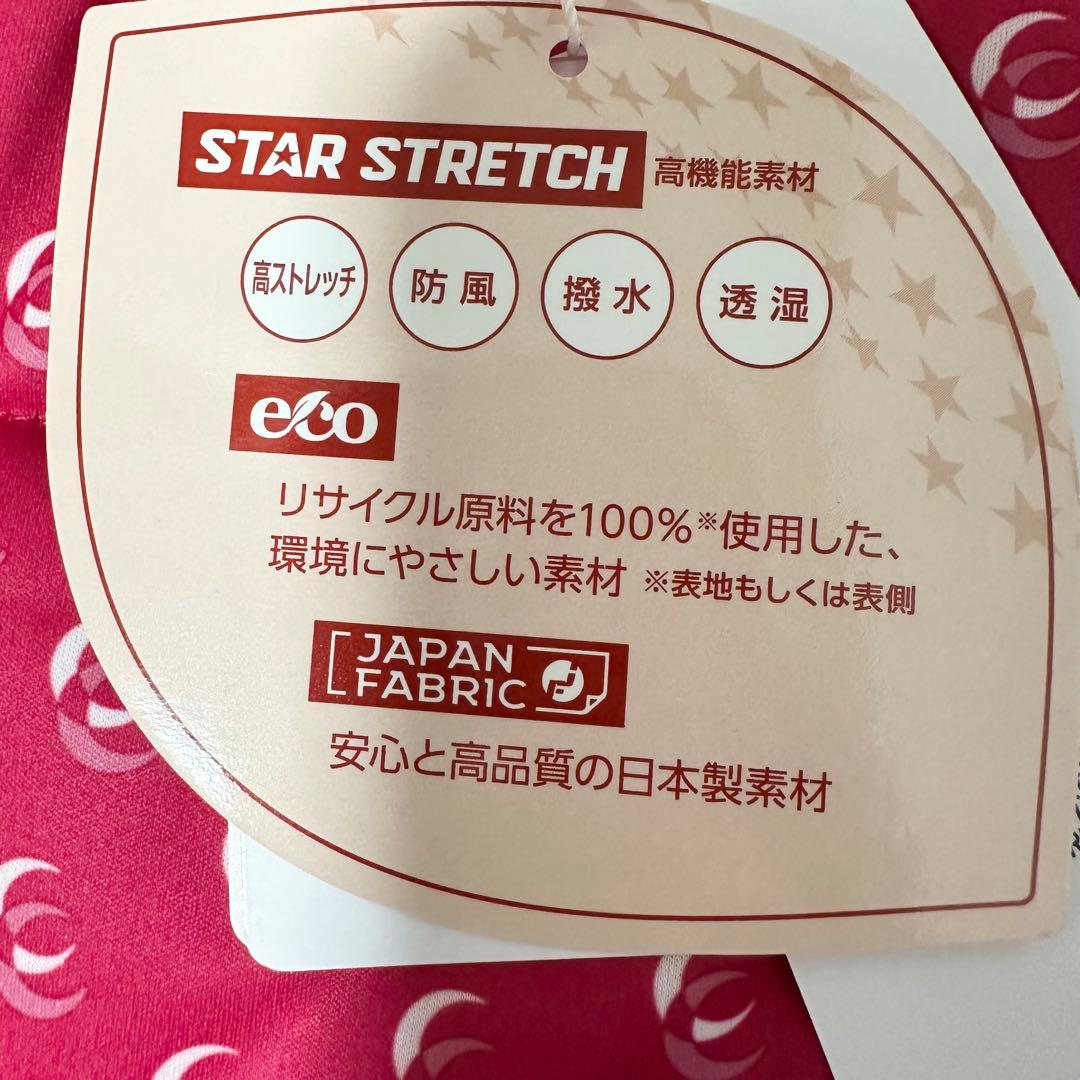 STAR STRETCH 高機能素材
高ストレッチ 防風 撥水 透湿
eco
リサイクル原料を100%※使用した、
環境にやさしい素材 ※表地もしくは表側
JAPAN
FABRIC
安心と高品質の日本製素材